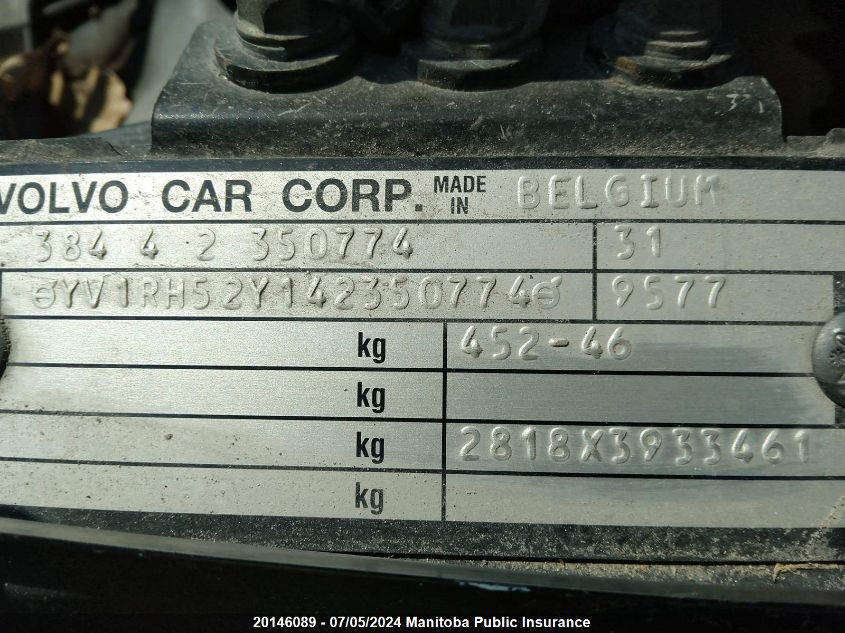 VOLVO CAR CORP. MADE IN BELGIUM
384 4 2 350774 31
YV1RH52Y142350774 9577
kg 452-46
kg
kg 2818X3933461
kg
20146089 - 07/05/2024 Manitoba Public Insurance